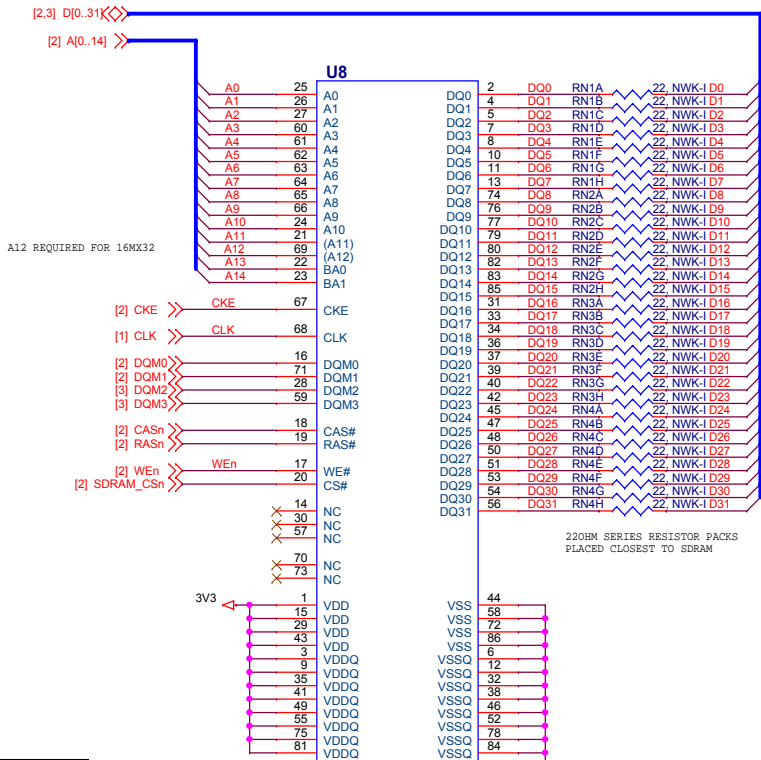 [2,3] D[0..31]
[2] A[0..14]
U8
A0 25 A0 DQ0 2 DQ0 RN1A 22, NWK-I D0
A1 26 A1 DQ1 4 DQ1 RN1B 22, NWK-I D1
A2 27 A2 DQ2 5 DQ2 RN1C 22, NWK-I D2
A3 60 A3 DQ3 7 DQ3 RN1D 22, NWK-I D3
A4 61 A4 DQ4 8 DQ4 RN1E 22, NWK-I D4
A5 62 A5 DQ5 10 DQ5 RN1F 22, NWK-I D5
A6 63 A6 DQ6 11 DQ6 RN1G 22, NWK-I D6
A7 64 A7 DQ7 13 DQ7 RN1H 22, NWK-I D7
A8 65 A8 DQ8 74 DQ8 RN2A 22, NWK-I D8
A9 66 A9 DQ9 76 DQ9 RN2B 22, NWK-I D9
A10 24 A10 DQ10 77 DQ10 RN2C 22, NWK-I D10
A11 21 (A11) DQ11 79 DQ11 RN2D 22, NWK-I D11
A12 REQUIRED FOR 16MX32
A12 69 (A12) DQ12 80 DQ12 RN2E 22, NWK-I D12
A13 22 BA0 DQ13 82 DQ13 RN2F 22, NWK-I D13
A14 23 BA1 DQ14 83 DQ14 RN2G 22, NWK-I D14
DQ15 85 DQ15 RN2H 22, NWK-I D15
[2] CKE CKE 67 CKE DQ16 31 DQ16 RN3A 22, NWK-I D16
DQ17 33 DQ17 RN3B 22, NWK-I D17
[1] CLK CLK 68 CLK DQ18 34 DQ18 RN3C 22, NWK-I D18
DQ19 36 DQ19 RN3D 22, NWK-I D19
[2] DQM0 16 DQM0 DQ20 37 DQ20 RN3E 22, NWK-I D20
[2] DQM1 71 DQM1 DQ21 39 DQ21 RN3F 22, NWK-I D21
[3] DQM2 28 DQM2 DQ22 40 DQ22 RN3G 22, NWK-I D22
[3] DQM3 59 DQM3 DQ23 42 DQ23 RN3H 22, NWK-I D23
DQ24 45 DQ24 RN4A 22, NWK-I D24
[2] CASn 18 CAS# DQ25 47 DQ25 RN4B 22, NWK-I D25
[2] RASn 19 RAS# DQ26 48 DQ26 RN4C 22, NWK-I D26
DQ27 50 DQ27 RN4D 22, NWK-I D27
[2] WEn WEn 17 WE# DQ28 51 DQ28 RN4E 22, NWK-I D28
[2] SDRAM_CSn 20 CS# DQ29 53 DQ29 RN4F 22, NWK-I D29
DQ30 54 DQ30 RN4G 22, NWK-I D30
14 NC DQ31 56 DQ31 RN4H 22, NWK-I D31
30 NC
57 NC
22OHM SERIES RESISTOR PACKS
PLACED CLOSEST TO SDRAM
70 NC
73 NC
3V3 1 VDD VSS 44
15 VDD VSS 58
29 VDD VSS 72
43 VDD VSS 86
3 VDDQ VSSQ 6
9 VDDQ VSSQ 12
35 VDDQ VSSQ 32
41 VDDQ VSSQ 38
49 VDDQ VSSQ 46
55 VDDQ VSSQ 52
75 VDDQ VSSQ 78
81 VDDQ VSSQ 84